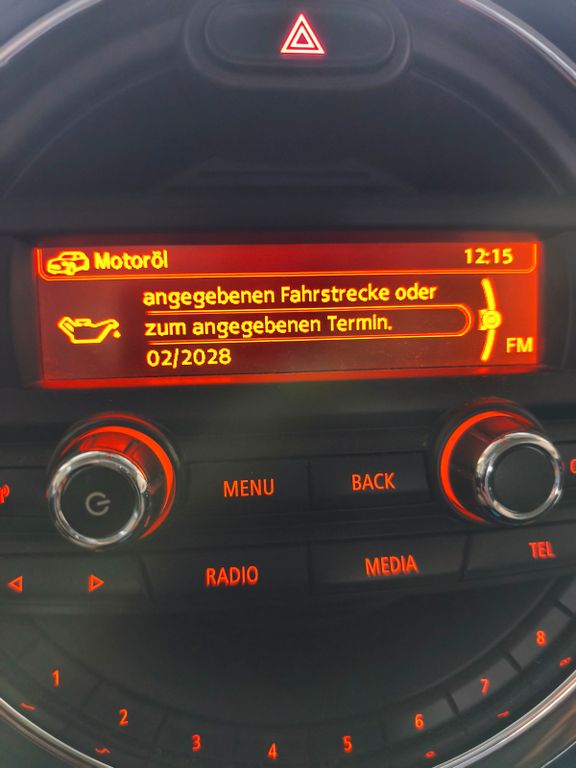 Motoröl 12:15
angegebenen Fahrstrecke oder
zum angegebenen Termin.
02/2028
FM
MENU BACK
RADIO MEDIA TEL
1 2 3 4 5 6 7 8